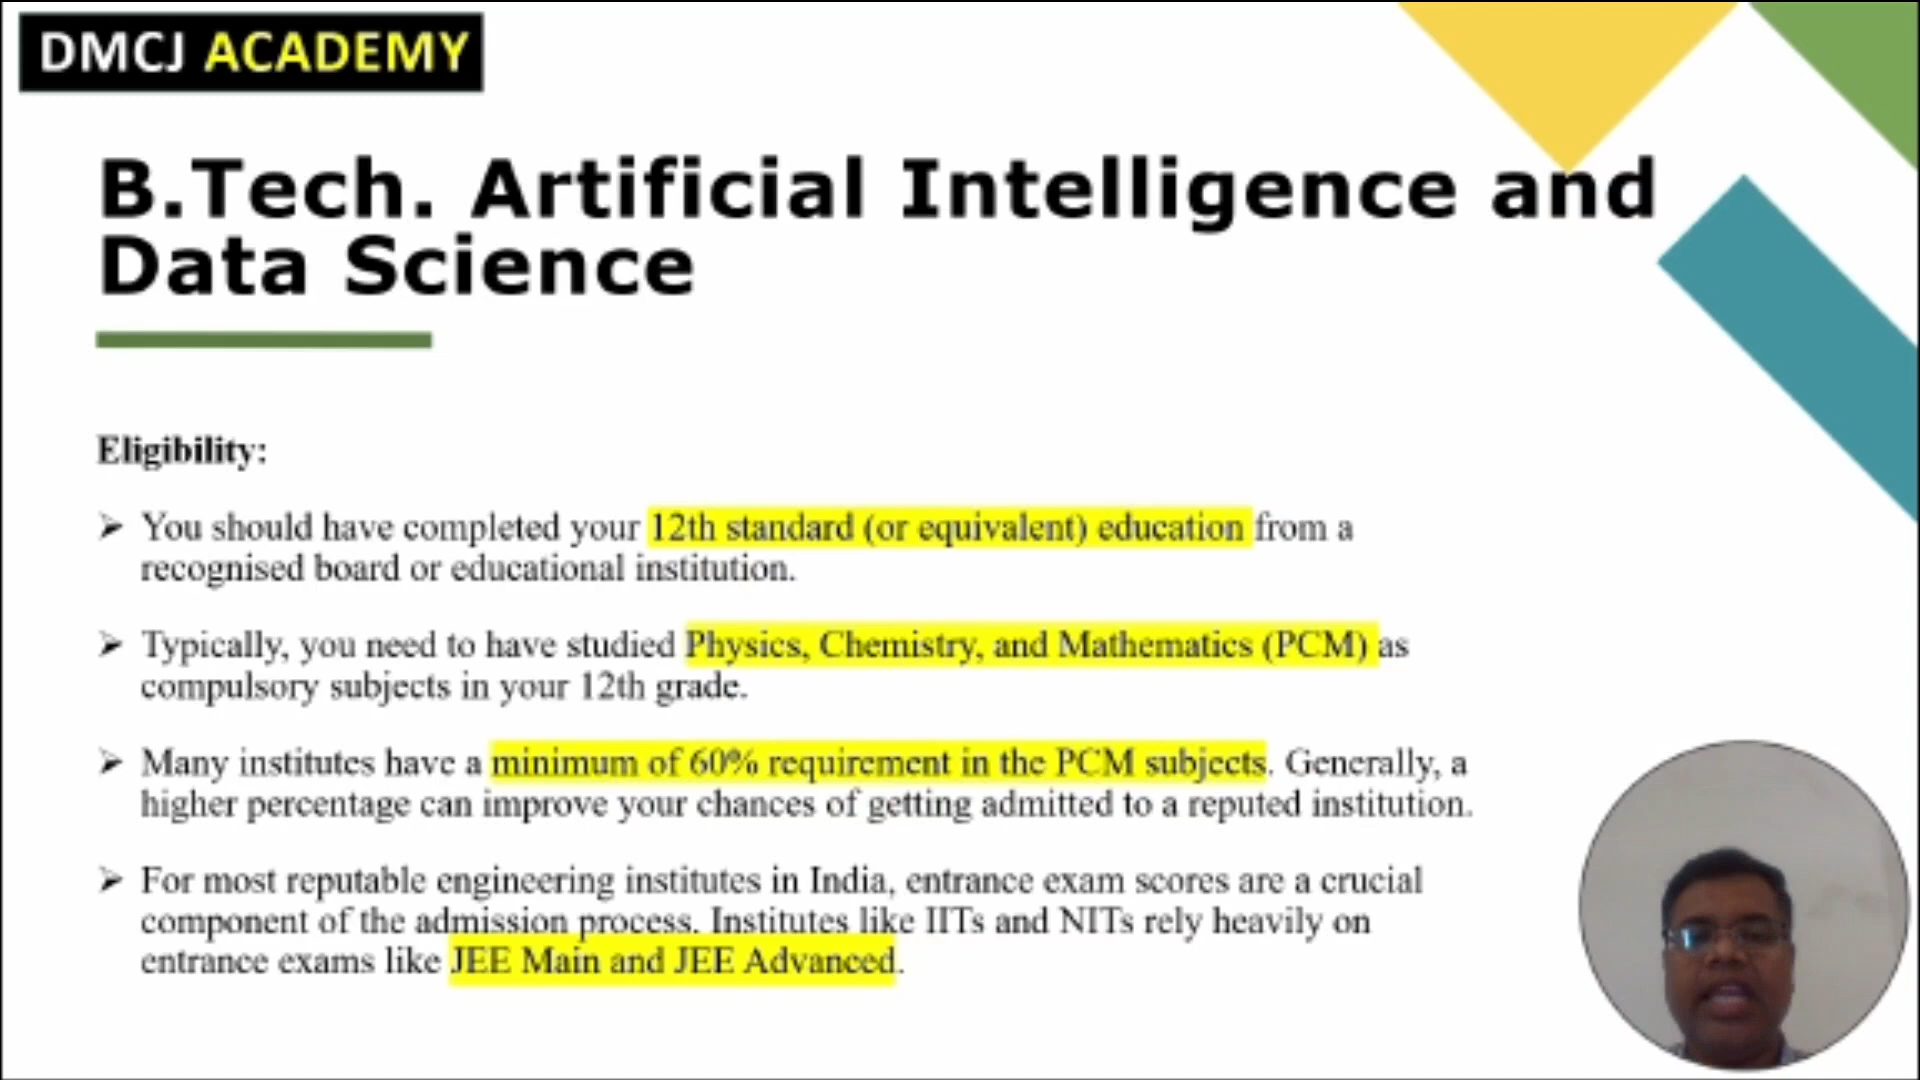 DMCJ ACADEMY
B.Tech. Artificial Intelligence and
Data Science
Eligibility:
➢ You should have completed your 12th standard (or equivalent) education from a
recognised board or educational institution.
➢ Typically, you need to have studied Physics, Chemistry, and Mathematics (PCM) as
compulsory subjects in your 12th grade.
➢ Many institutes have a minimum of 60% requirement in the PCM subjects. Generally, a
higher percentage can improve your chances of getting admitted to a reputed institution.
➢ For most reputable engineering institutes in India, entrance exam scores are a crucial
component of the admission process. Institutes like IITs and NITs rely heavily on
entrance exams like JEE Main and JEE Advanced.